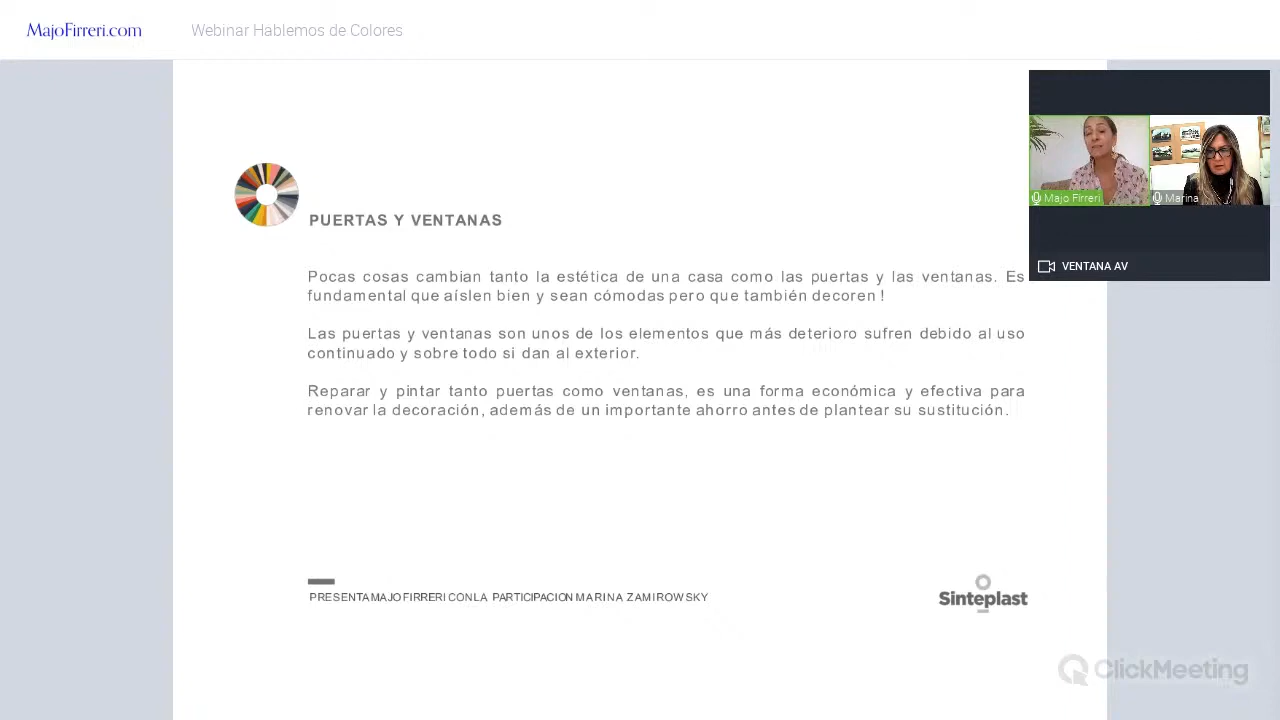 MajoFirreri.com
Webinar Hablemos de Colores
Majo Firreri
Marina
VENTANA AV
PUERTAS Y VENTANAS
Pocas cosas cambian tanto la estética de una casa como las puertas y las ventanas. Es
fundamental que aíslen bien y sean cómodas pero que también decoren !
Las puertas y ventanas son unos de los elementos que más deterioro sufren debido al uso
continuado y sobre todo si dan al exterior.
Reparar y pintar tanto puertas como ventanas, es una forma económica y efectiva para
renovar la decoración, además de un importante ahorro antes de plantear su sustitución.
PRESENTA MAJO FIRRERI CON LA PARTICIPACION MARINA ZAMIROWSKY
Sinteplast
ClickMeeting